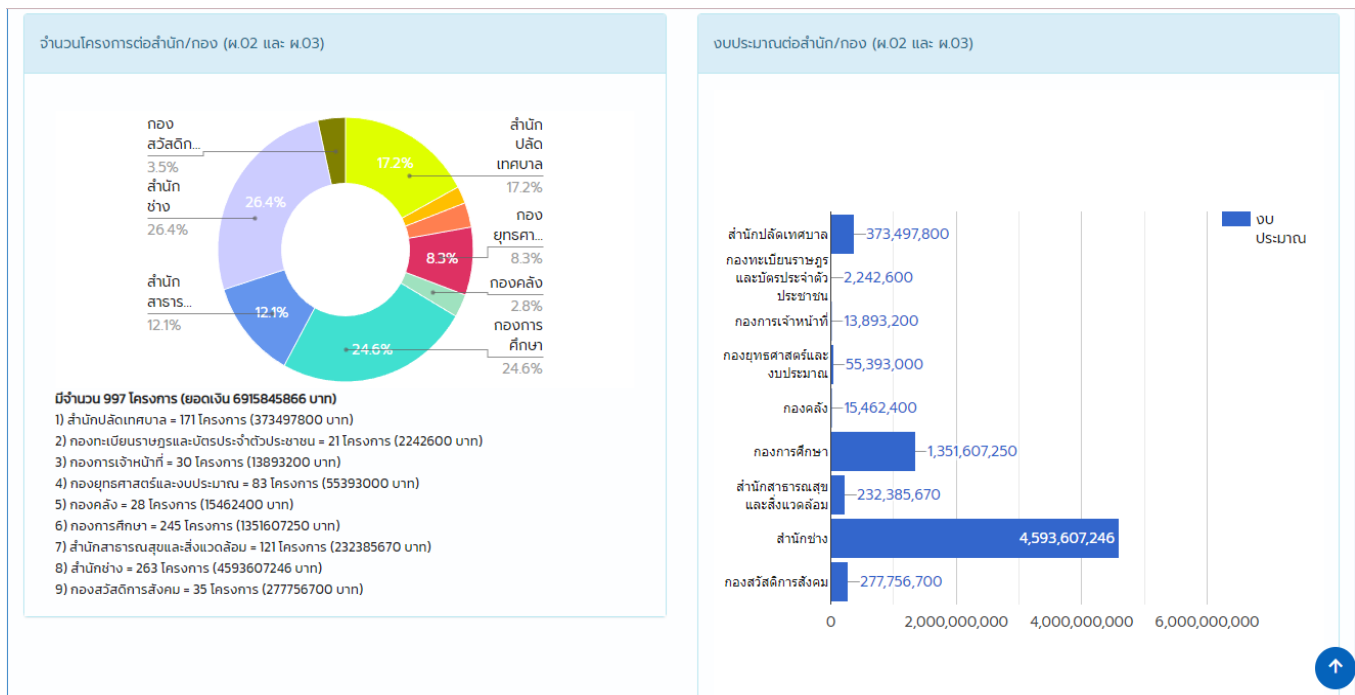 จำนวนโครงการต่อสำนัก/กอง (ผ.02 และ ผ.03)
กอง
สวัสดิก...
3.5%
สำนัก
ช่าง
26.4%
สำนัก
สาธาร...
12.1%
17.2%
26.4%
8.3%
12.1%
24.6%
สำนัก
ปลัด
เทศบาล
17.2%
กอง
ยุทธศา...
8.3%
กองคลัง
2.8%
กองการ
ศึกษา
24.6%
มีจำนวน 997 โครงการ (ยอดเงิน 6915845866 บาท)
1) สำนักปลัดเทศบาล = 171 โครงการ (373497800 บาท)
2) กองทะเบียนราษฎรและบัตรประจำตัวประชาชน = 21 โครงการ (2242600 บาท)
3) กองการเจ้าหน้าที่ = 30 โครงการ (13893200 บาท)
4) กองยุทธศาสตร์และงบประมาณ = 83 โครงการ (55393000 บาท)
5) กองคลัง = 28 โครงการ (15462400 บาท)
6) กองการศึกษา = 245 โครงการ (1351607250 บาท)
7) สำนักสาธารณสุขและสิ่งแวดล้อม = 121 โครงการ (232385670 บาท)
8) สำนักช่าง = 263 โครงการ (4593607246 บาท)
9) กองสวัสดิการสังคม = 35 โครงการ (277756700 บาท)
งบประมาณต่อสำนัก/กอง (ผ.02 และ ผ.03)
งบ
ประมาณ
สำนักปลัดเทศบาล 373,497,800
กองทะเบียนราษฎร
และบัตรประจำตัว 2,242,600
ประชาชน
กองการเจ้าหน้าที่ 13,893,200
กองยุทธศาสตร์และ
งบประมาณ 55,393,000
กองคลัง 15,462,400
กองการศึกษา 1,351,607,250
สำนักสาธารณสุข
และสิ่งแวดล้อม 232,385,670
สำนักช่าง 4,593,607,246
กองสวัสดิการสังคม 277,756,700
0 2,000,000,000 4,000,000,000 6,000,000,000